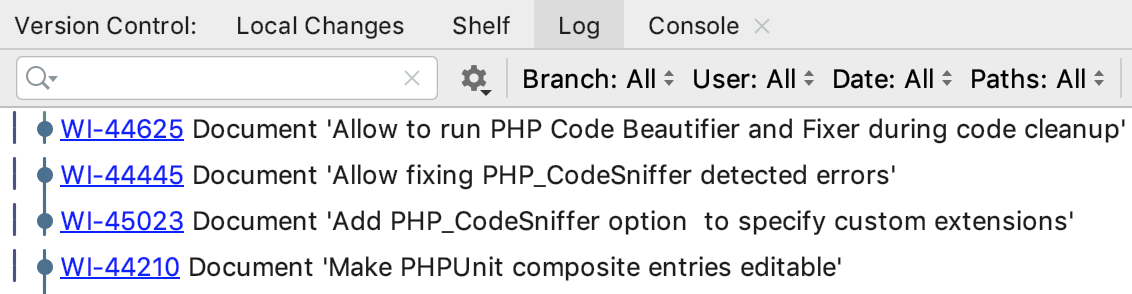 Version Control: Local Changes Shelf Log Console
Branch: All User: All Date: All Paths: All
WI-44625 Document 'Allow to run PHP Code Beautifier and Fixer during code cleanup'
WI-44445 Document 'Allow fixing PHP_CodeSniffer detected errors'
WI-45023 Document 'Add PHP_CodeSniffer option  to specify custom extensions'
WI-44210 Document 'Make PHPUnit composite entries editable'